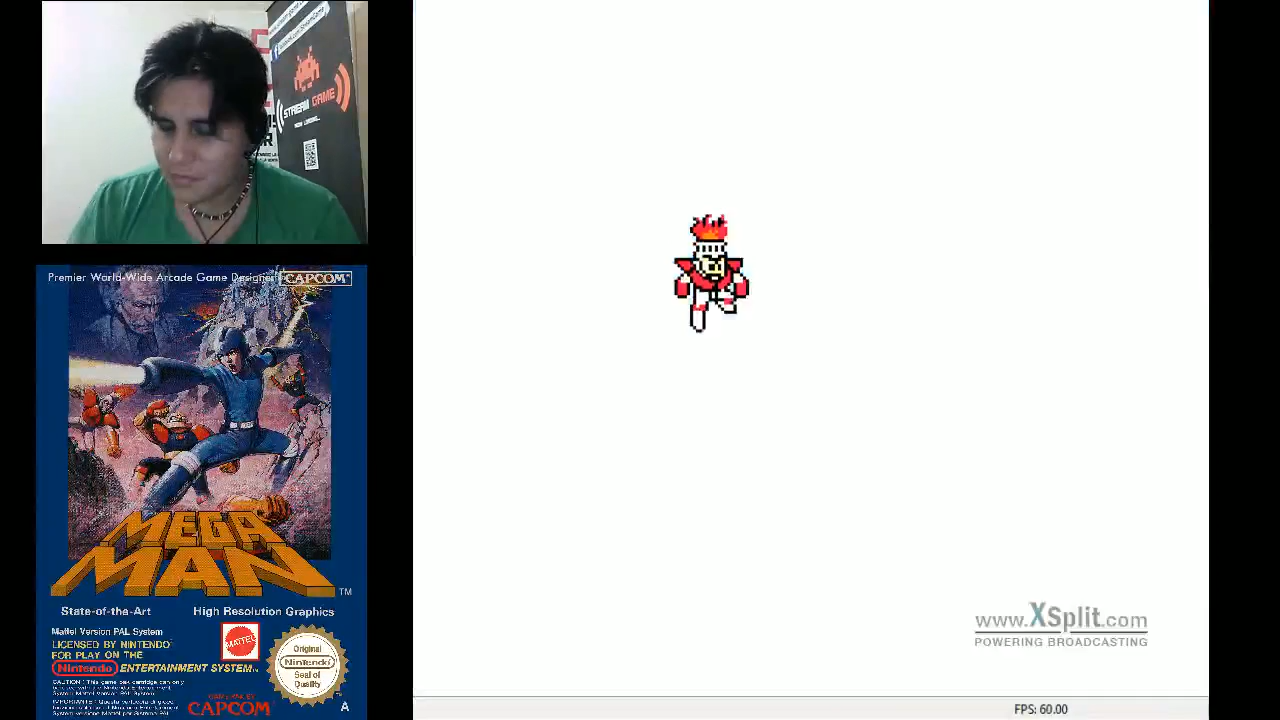 STREAM GAME
Premier World-Wide Arcade Game Designer CAPCOM
MEGA
MAN
TM
State-of-the-Art High Resolution Graphics
Mattel Version PAL System
LICENSED BY NINTENDO
FOR PLAY ON THE
Nintendo ENTERTAINMENT SYSTEM
MATTEL
Original
Nintendo
Seal of
Quality
CAPCOM
A
www.XSplit.com
POWERING BROADCASTING
FPS: 60.00